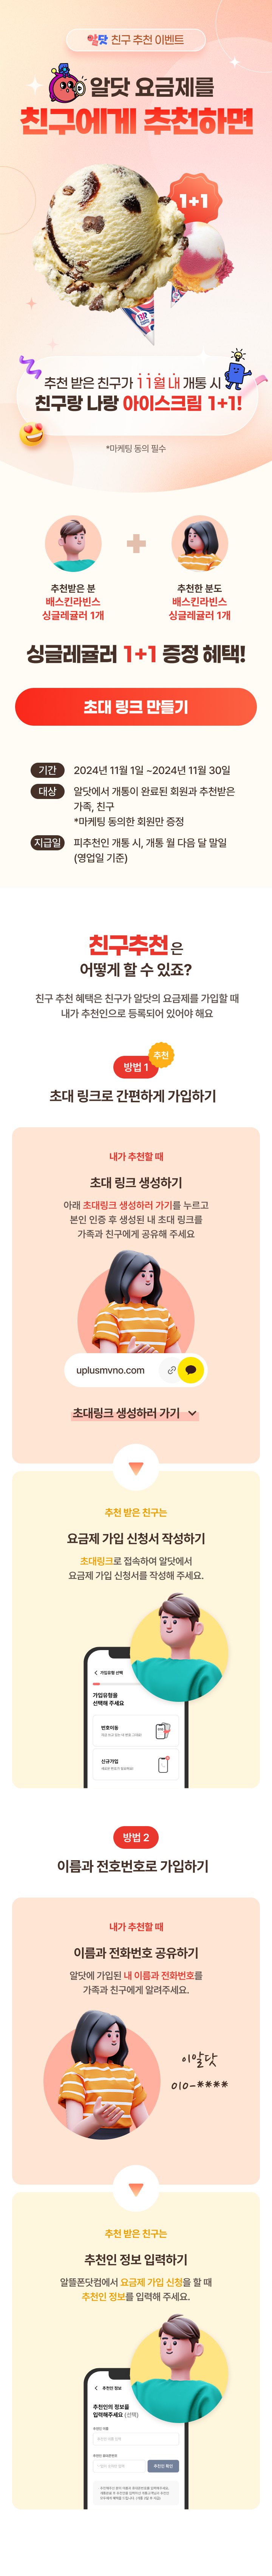 알닷 친구 추천 이벤트
알닷 요금제를
친구에게 추천하면
1+1
추천 받은 친구가 11월 내 개통 시
친구랑 나랑 아이스크림 1+1!
*마케팅 동의 필수
추천받은 분
배스킨라빈스
싱글레귤러 1개
추천한 분도
배스킨라빈스
싱글레귤러 1개
싱글레귤러 1+1 증정 혜택!
초대 링크 만들기
기간 2024년 11월 1일 ~2024년 11월 30일
대상 알닷에서 개통이 완료된 회원과 추천받은
가족, 친구
*마케팅 동의한 회원만 증정
지급일 피추천인 개통 시, 개통 월 다음 달 말일
(영업일 기준)
친구추천은
어떻게 할 수 있죠?
친구 추천 혜택은 친구가 알닷의 요금제를 가입할 때
내가 추천인으로 등록되어 있어야 해요
추천
방법 1
초대 링크로 간편하게 가입하기
내가 추천할 때
초대 링크 생성하기
아래 초대링크 생성하러 가기를 누르고
본인 인증 후 생성된 내 초대 링크를
가족과 친구에게 공유해 주세요
uplusmvno.com
초대링크 생성하러 가기
추천 받은 친구는
요금제 가입 신청서 작성하기
초대링크로 접속하여 알닷에서
요금제 가입 신청서를 작성해 주세요.
가입유형 선택
가입유형을
선택해 주세요
번호이동
신규가입
방법 2
이름과 전호번호로 가입하기
내가 추천할 때
이름과 전화번호 공유하기
알닷에 가입된 내 이름과 전화번호를
가족과 친구에게 알려주세요.
이알닷
010-****
추천 받은 친구는
추천인 정보 입력하기
알뜰폰닷컴에서 요금제 가입 신청을 할 때
추천인 정보를 입력해 주세요.
추천인 정보
추천인의 정보를
입력해주세요 (선택)
추천인 이름
추천인 휴대폰번호
추천인 확인